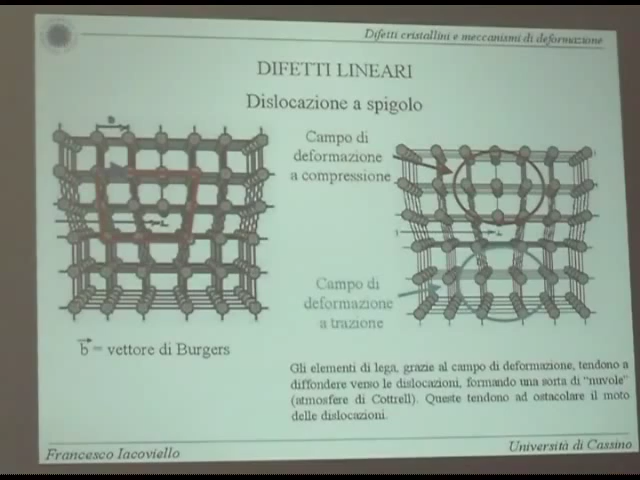 Difetti cristallini e meccanismi di deformazione
DIFETTI LINEARI
Dislocazione a spigolo
b
Campo di
deformazione
a compressione
Campo di
deformazione
a trazione
b = vettore di Burgers
Gli elementi di lega, grazie al campo di deformazione, tendono a
diffondere verso le dislocazioni, formando una sorta di "nuvole"
(atmosfere di Cottrell). Queste tendono ad ostacolare il moto
delle dislocazioni.
Francesco Iacoviello
Università di Cassino